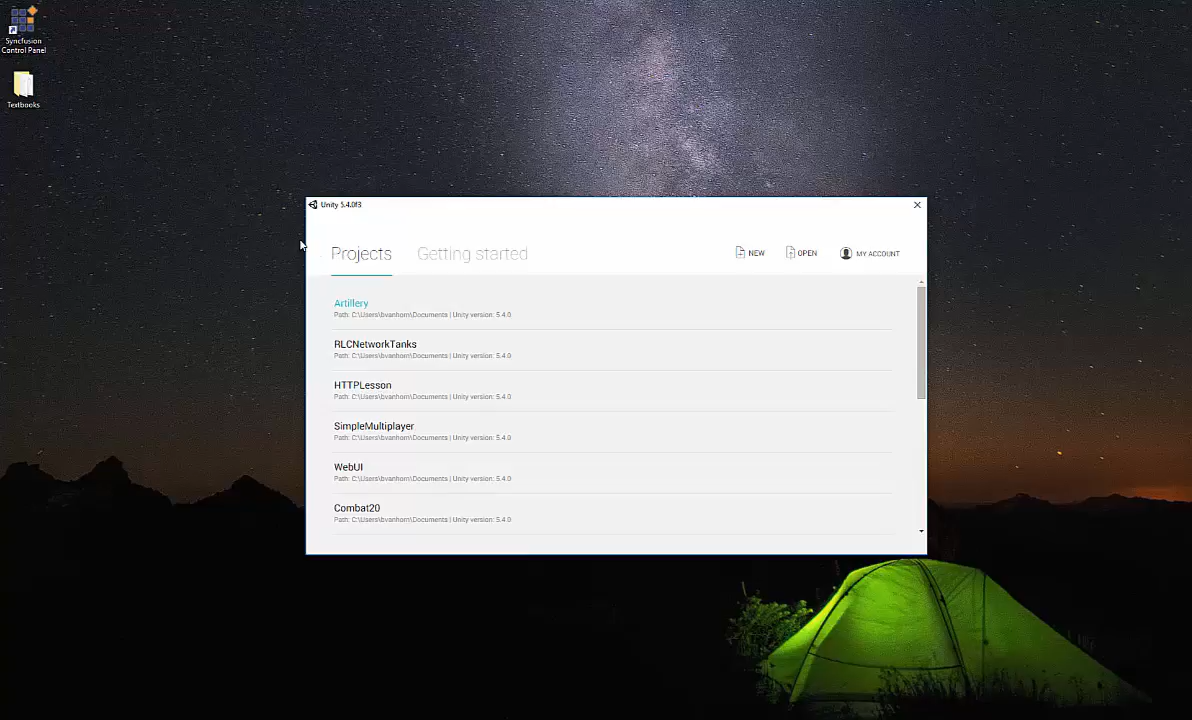 Syncfusion
Control Panel
Textbooks
Unity 5.4.0f3
Projects
Getting started
NEW
OPEN
MY ACCOUNT
Artillery
Path: C:\Users\bvanhorn\Documents | Unity version: 5.4.0
RLCNetworkTanks
Path: C:\Users\bvanhorn\Documents | Unity version: 5.4.0
HTTPLesson
Path: C:\Users\bvanhorn\Documents | Unity version: 5.4.0
SimpleMultiplayer
Path: C:\Users\bvanhorn\Documents | Unity version: 5.4.0
WebUI
Path: C:\Users\bvanhorn\Documents | Unity version: 5.4.0
Combat20
Path: C:\Users\bvanhorn\Documents | Unity version: 5.4.0